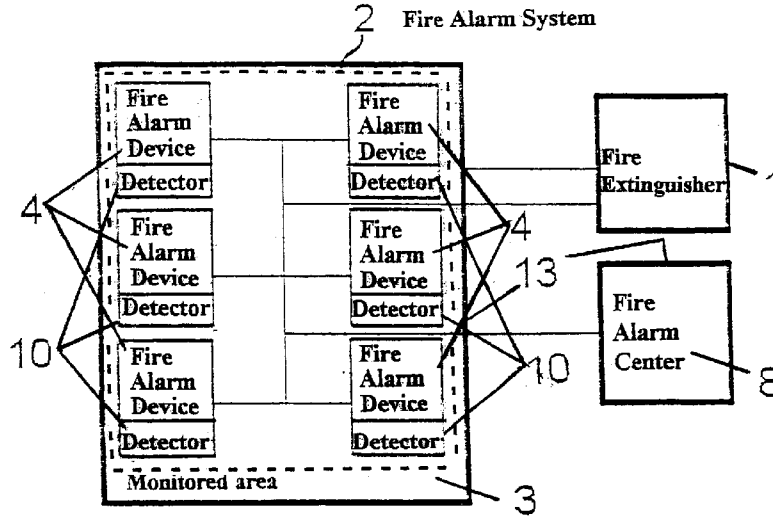 2 Fire Alarm System
Fire
Alarm
Device
Detector
Fire
Alarm
Device
Detector
Fire
Extinguisher
1
4
Fire
Alarm
Device
Detector
Fire
Alarm
Device
Detector
4
13
Fire
Alarm
Center
8
10
Fire
Alarm
Device
Detector
Fire
Alarm
Device
Detector
10
Monitored area
3